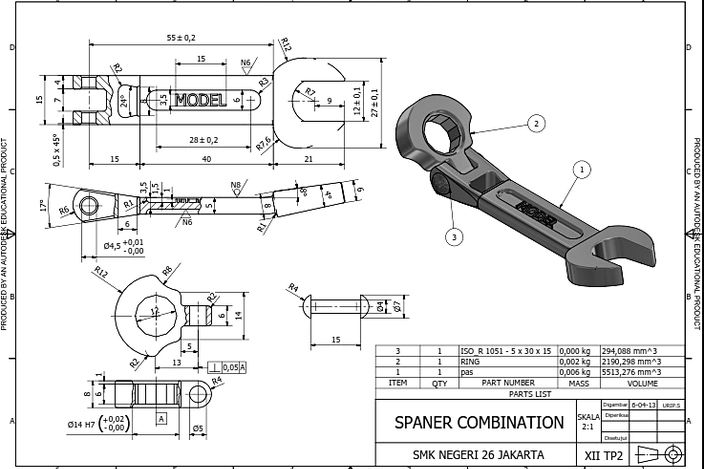 D
D
C
C
B
B
A
A
PRODUCED BY AN AUTODESK EDUCATIONAL PRODUCT
PRODUCED BY AN AUTODESK EDUCATIONAL PRODUCT
55± 0,2
15
N6
R12
R2
R3
4
15
7
24°
8
3,5
MODEL
6
R7
9
12± 0,1
27± 0,1
28± 0,2
R7,6
0,5 x 45°
15
40
21
17°
R6
R1
3,5
1,5
1
N8
5
8
8°
4°
9
6
N6
R1
Ø4,5 +0,01
-0,00
R12
R8
R2
12
6
14
R2
5
13
0,05 A
1
8
6
R4
A
Ø14 H7 (+0,02
-0,00)
Ø5
R4
Ø4
Ø7
15
2
1
3
MODEL
3 1 ISO_R 1051 - 5 x 30 x 15 0,000 kg 294,088 mm^3
2 1 RING 0,002 kg 2190,298 mm^3
1 1 pas 0,006 kg 5513,276 mm^3
ITEM QTY PART NUMBER MASS VOLUME
PARTS LIST
SPANER COMBINATION
SKALA
2:1
Digambar 6-04-13 URIP.S
Diperiksa
Disetujui
SMK NEGERI 26 JAKARTA
XII TP2